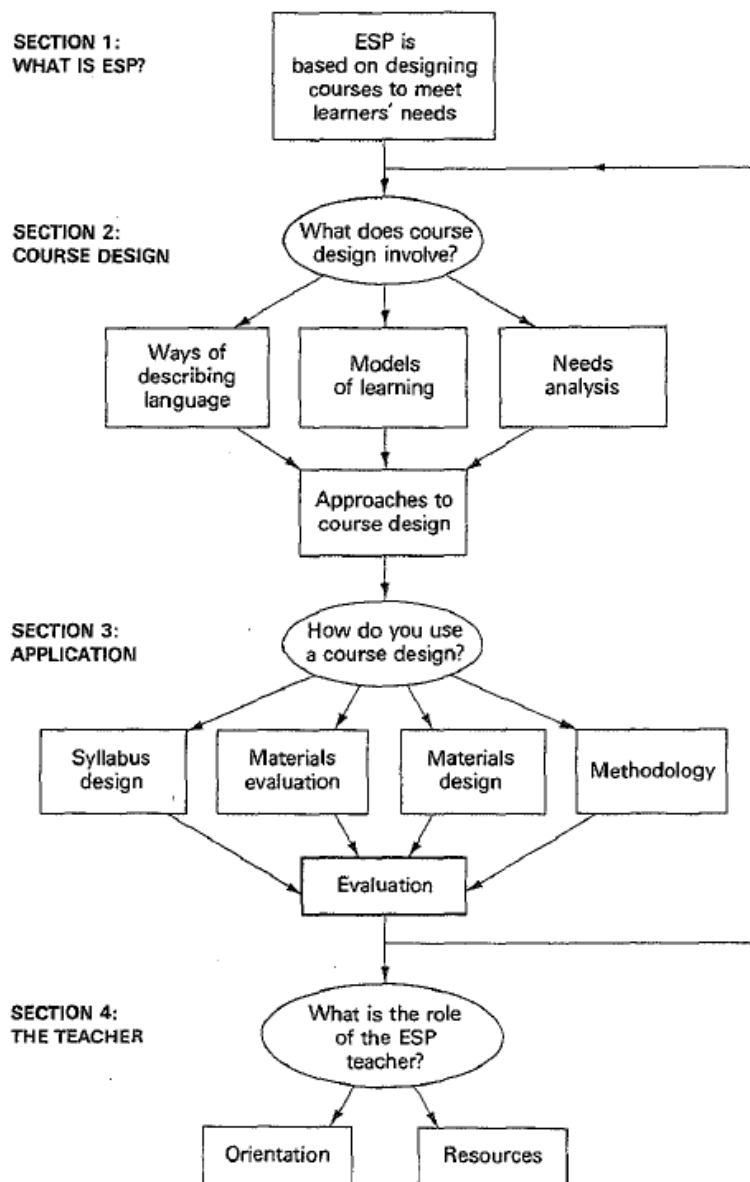 SECTION 1:
WHAT IS ESP?
ESP is
based on designing
courses to meet
learners' needs
SECTION 2:
COURSE DESIGN
What does course
design involve?
Ways of
describing
language
Models
of learning
Needs
analysis
Approaches to
course design
SECTION 3:
APPLICATION
How do you use
a course design?
Syllabus
design
Materials
evaluation
Materials
design
Methodology
Evaluation
SECTION 4:
THE TEACHER
What is the role
of the ESP
teacher?
Orientation
Resources